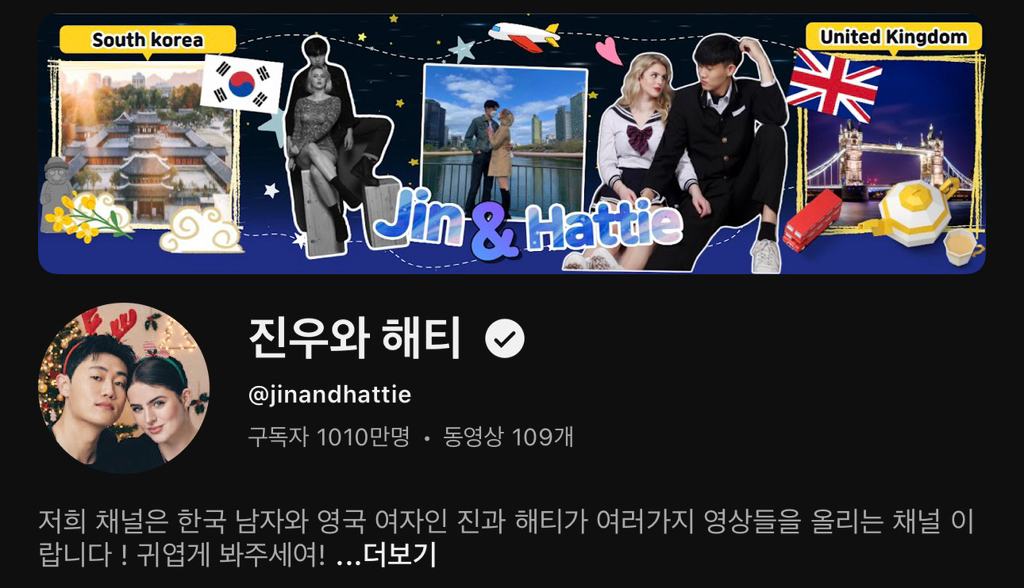 South korea
United Kingdom
Jin & Hattie
진우와 해티
@jinandhattie
구독자 1010만명 • 동영상 109개
저희 채널은 한국 남자와 영국 여자인 진과 해티가 여러가지 영상들을 올리는 채널 이
랍니다 ! 귀엽게 봐주세여! ...더보기